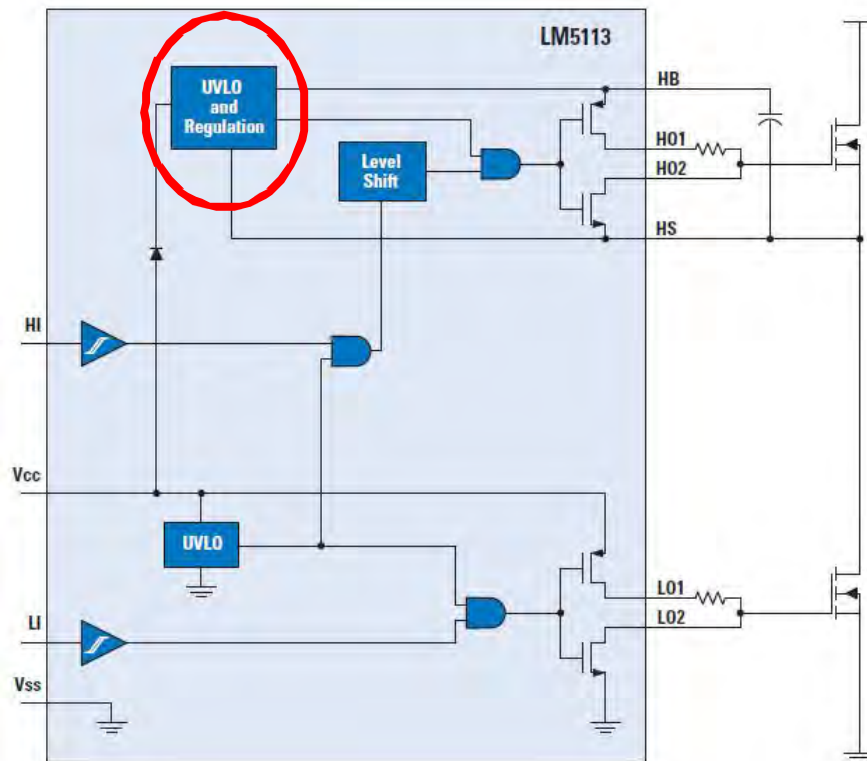 LM5113
UVLO
and
Regulation
HB
Level
Shift
HO1
HO2
HS
HI
Vcc
UVLO
LO1
LO2
LI
Vss